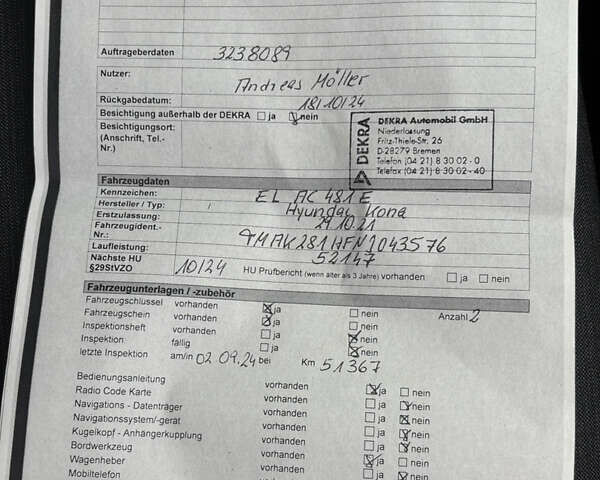 Auftrageberdaten 3238089
Nutzer: Andreas Möller
Rückgabedatum: 18/10/24
Besichtigung außerhalb der DEKRA ja nein
Besichtigungsort:
(Anschrift, Tel.-
Nr.)
DEKRA
DEKRA Automobil GmbH
Niederlassung
Fritz-Thiele-Str. 26
D-28279 Bremen
Telefon (04 21) 8 30 02 - 0
Telefax (04 21) 8 30 02 - 40
Fahrzeugdaten
Kennzeichen: EL AC 481 E
Hersteller / Typ: Hyundai Kona
Erstzulassung: 29.10.21
Fahrzeugident.-
Nr.: TMAK281HFNJ043576
Laufleistung: 52147
Nächste HU
§29StVZO 10/24 HU Prüfbericht (wenn älter als 3 Jahre) vorhanden ja nein
Fahrzeugunterlagen / -zubehör
Fahrzeugschlüssel vorhanden ja nein Anzahl 2
Fahrzeugschein vorhanden ja nein
Inspektionsheft vorhanden ja nein
Inspektion fällig ja nein
letzte Inspektion am/in 02 09.24 bei Km 51367
Bedienungsanleitung vorhanden ja nein
Radio Code Karte vorhanden ja nein
Navigations - Datenträger vorhanden ja nein
Navigationssystem/-gerät vorhanden ja nein
Kugelkopf - Anhängerkupplung vorhanden ja nein
Bordwerkzeug vorhanden ja nein
Wagenheber vorhanden ja nein
Mobiltelefon